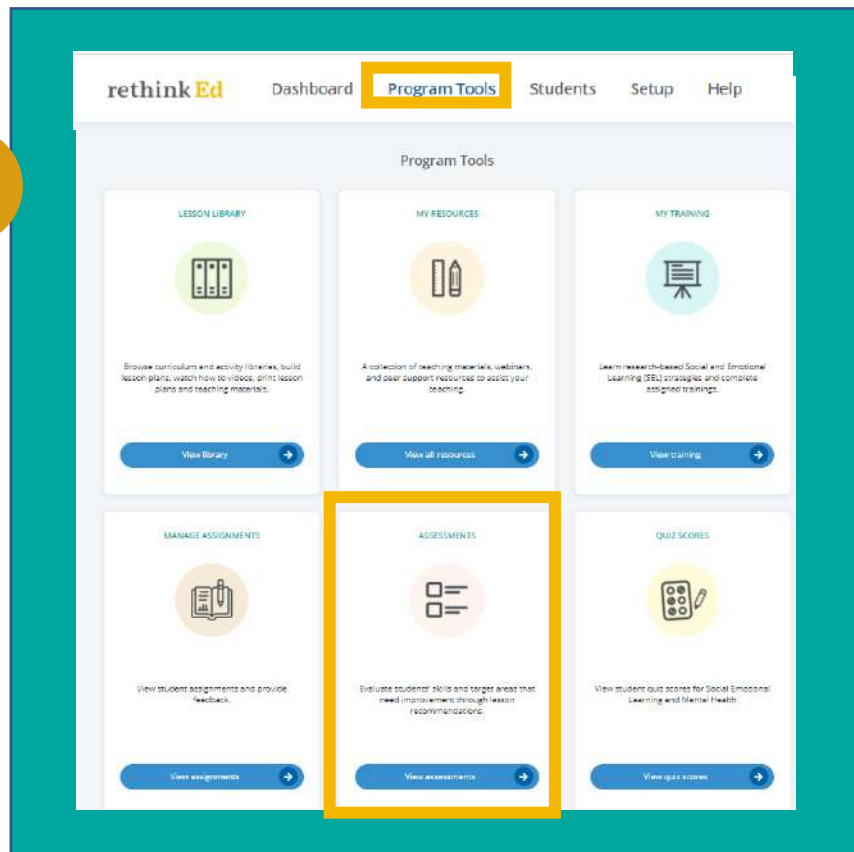 rethink Ed Dashboard Program Tools Students Setup Help
Program Tools
LESSON LIBRARY
Browse curriculum and activity libraries, build
lesson plans, watch how to videos, print lesson
plans and teaching materials.
View library
MY RESOURCES
A collection of teaching materials, webinars,
and peer support resources to assist your
teaching.
View all resources
MY TRAINING
Learn research-based Social and Emotional
Learning (SEL) strategies and complete
assigned trainings.
View training
MANAGE ASSIGNMENTS
View student assignments and provide
feedback.
View assignments
ASSESSMENTS
Evaluate students' skills and target areas that
need improvement through lesson
recommendations.
View assessments
QUIZ SCORES
View student quiz scores for Social Emotional
Learning and Mental Health.
View quiz scores